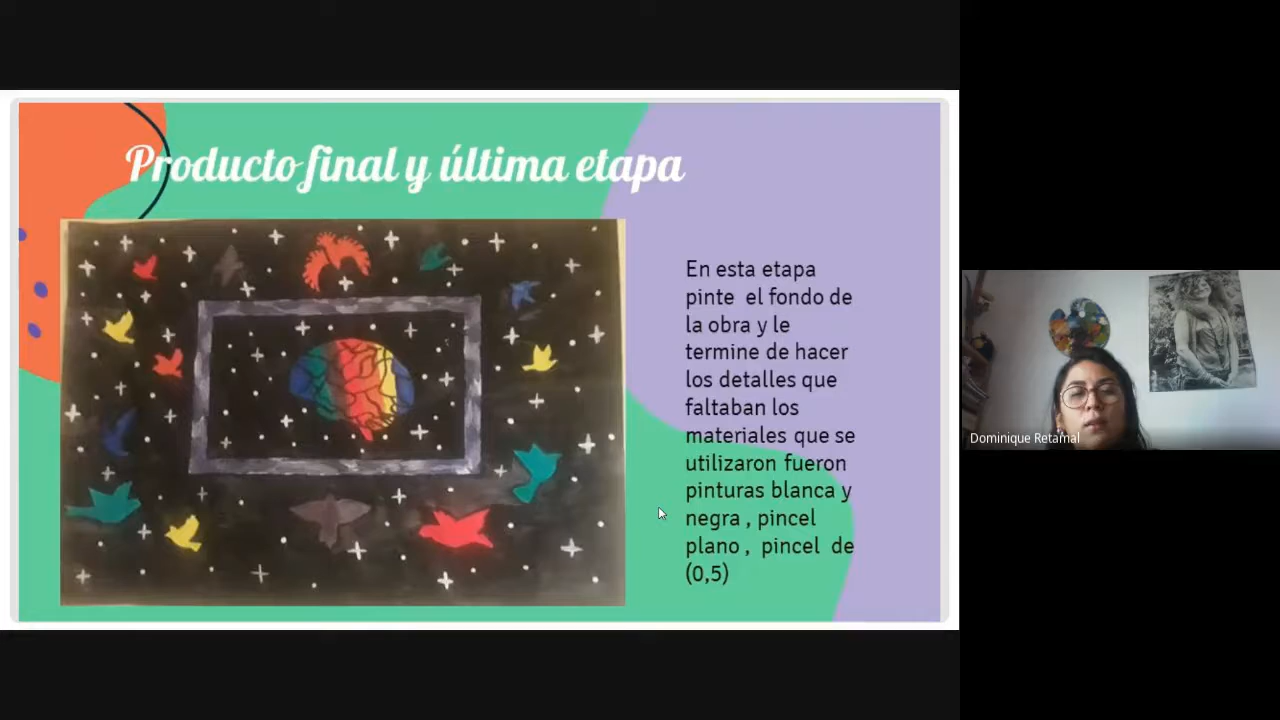 Producto final y última etapa
En esta etapa
pinte el fondo de
la obra y le
termine de hacer
los detalles que
faltaban los
materiales que se
utilizaron fueron
pinturas blanca y
negra , pincel
plano , pincel de
(0,5)
Dominique Retamal